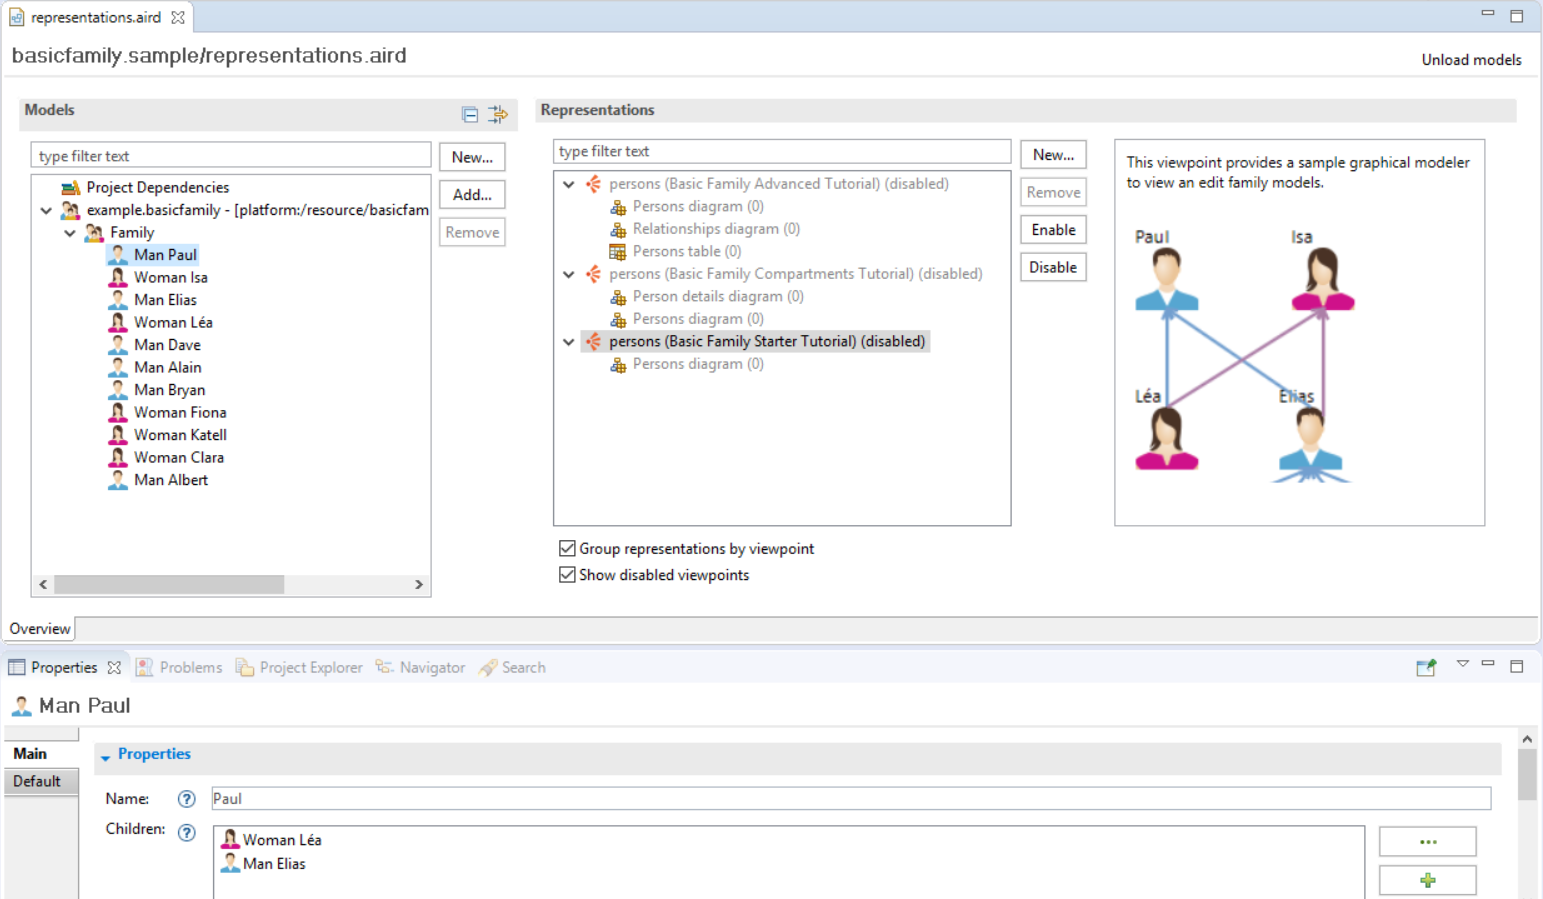 representations.aird
basicfamily.sample/representations.aird
Unload models
Models
type filter text
New...
Add...
Remove
Project Dependencies
example.basicfamily - [platform:/resource/basicfam
Family
Man Paul
Woman Isa
Man Elias
Woman Léa
Man Dave
Man Alain
Man Bryan
Woman Fiona
Woman Katell
Woman Clara
Man Albert
Representations
type filter text
persons (Basic Family Advanced Tutorial) (disabled)
Persons diagram (0)
Relationships diagram (0)
Persons table (0)
persons (Basic Family Compartments Tutorial) (disabled)
Person details diagram (0)
Persons diagram (0)
persons (Basic Family Starter Tutorial) (disabled)
Persons diagram (0)
New...
Remove
Enable
Disable
Group representations by viewpoint
Show disabled viewpoints
This viewpoint provides a sample graphical modeler
to view an edit family models.
Paul
Isa
Léa
Elias
Overview
Properties
Problems
Project Explorer
Navigator
Search
Man Paul
Main
Default
Properties
Name:
Paul
Children:
Woman Léa
Man Elias
...